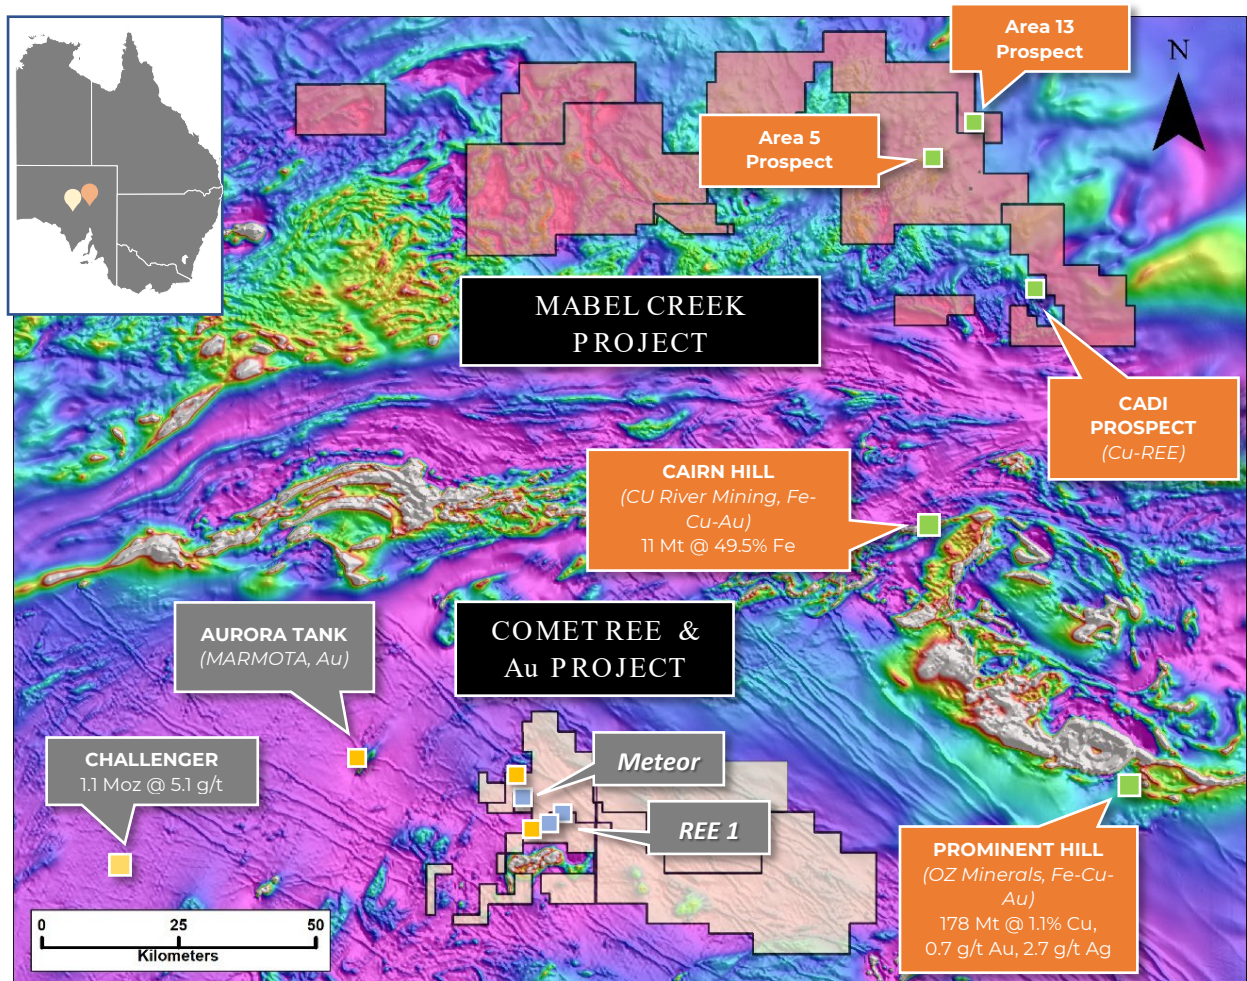 Area 13
Prospect
N
Area 5
Prospect
MABEL CREEK
PROJECT
CADI
PROSPECT
(Cu-REE)
CAIRN HILL
(CU River Mining, Fe-
Cu-Au)
11 Mt @ 49.5% Fe
AURORA TANK
(MARMOTA, Au)
COMET REE &
Au PROJECT
CHALLENGER
1.1 Moz @ 5.1 g/t
Meteor
REE 1
PROMINENT HILL
(OZ Minerals, Fe-Cu-
Au)
178 Mt @ 1.1% Cu,
0.7 g/t Au, 2.7 g/t Ag
0 25 50
Kilometers